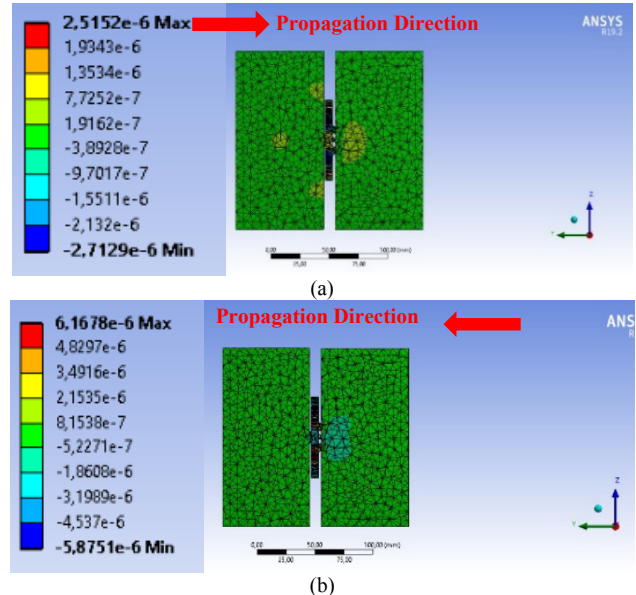 2,5152e-6 Max
Propagation Direction
ANSYS
R19.2
1,9343e-6
1,3534e-6
7,7252e-7
1,9162e-7
-3,8928e-7
-9,7017e-7
-1,5511e-6
-2,132e-6
-2,7129e-6 Min
Z
Y
0,00
50,00
100,00 (mm)
25,00
75,00
(a)
6,1678e-6 Max
Propagation Direction
ANS
4,8297e-6
3,4916e-6
2,1535e-6
8,1538e-7
-5,2271e-7
-1,8608e-6
-3,1989e-6
-4,537e-6
-5,8751e-6 Min
Z
Y
0,00
50,00
100,00 (mm)
25,00
75,00
(b)